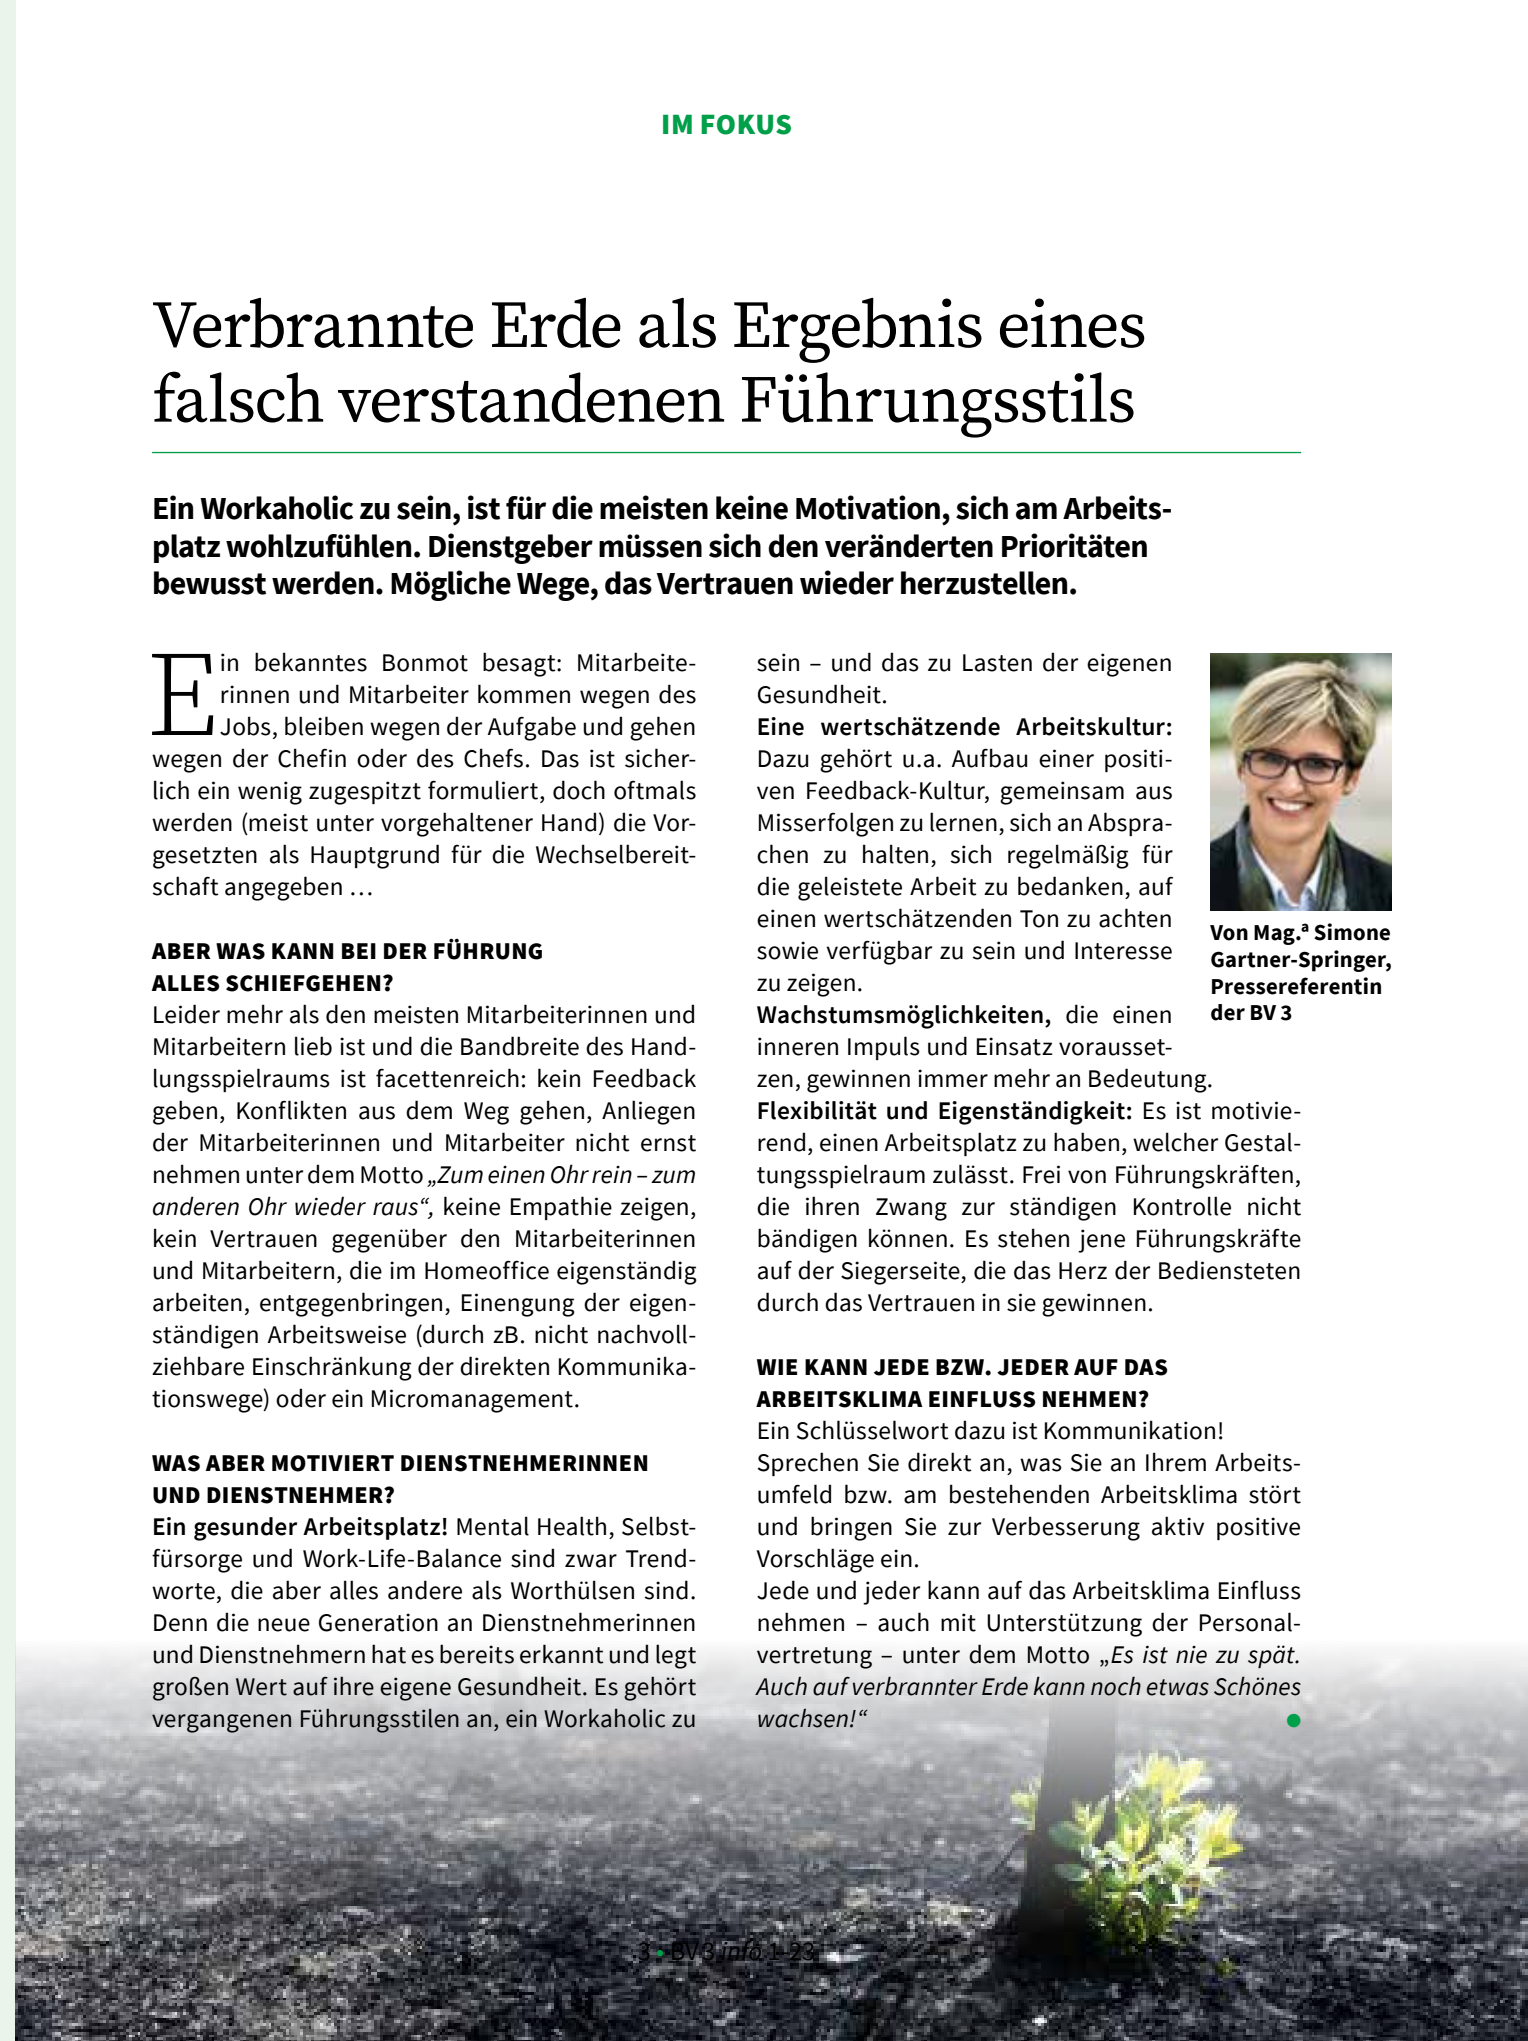 IM FOKUS
Verbrannte Erde als Ergebnis eines
falsch verstandenen Führungsstils
Ein Workaholic zu sein, ist für die meisten keine Motivation, sich am Arbeits-
platz wohlzufühlen. Dienstgeber müssen sich den veränderten Prioritäten
bewusst werden. Mögliche Wege, das Vertrauen wieder herzustellen.
Ein bekanntes Bonmot besagt: Mitarbeite-
rinnen und Mitarbeiter kommen wegen des
Jobs, bleiben wegen der Aufgabe und gehen
wegen der Chefin oder des Chefs. Das ist sicher-
lich ein wenig zugespitzt formuliert, doch oftmals
werden (meist unter vorgehaltener Hand) die Vor-
gesetzten als Hauptgrund für die Wechselbereit-
schaft angegeben …
ABER WAS KANN BEI DER FÜHRUNG
ALLES SCHIEFGEHEN?
Leider mehr als den meisten Mitarbeiterinnen und
Mitarbeitern lieb ist und die Bandbreite des Hand-
lungsspielraums ist facettenreich: kein Feedback
geben, Konflikten aus dem Weg gehen, Anliegen
der Mitarbeiterinnen und Mitarbeiter nicht ernst
nehmen unter dem Motto „Zum einen Ohr rein – zum
anderen Ohr wieder raus“, keine Empathie zeigen,
kein Vertrauen gegenüber den Mitarbeiterinnen
und Mitarbeitern, die im Homeoffice eigenständig
arbeiten, entgegenbringen, Einengung der eigen-
ständigen Arbeitsweise (durch zB. nicht nachvoll-
ziehbare Einschränkung der direkten Kommunika-
tionswege) oder ein Micromanagement.
WAS ABER MOTIVIERT DIENSTNEHMERINNEN
UND DIENSTNEHMER?
Ein gesunder Arbeitsplatz! Mental Health, Selbst-
fürsorge und Work-Life-Balance sind zwar Trend-
worte, die aber alles andere als Worthülsen sind.
Denn die neue Generation an Dienstnehmerinnen
und Dienstnehmern hat es bereits erkannt und legt
großen Wert auf ihre eigene Gesundheit. Es gehört
vergangenen Führungsstilen an, ein Workaholic zu
sein – und das zu Lasten der eigenen
Gesundheit.
Eine wertschätzende Arbeitskultur:
Dazu gehört u.a. Aufbau einer positi-
ven Feedback-Kultur, gemeinsam aus
Misserfolgen zu lernen, sich an Abspra-
chen zu halten, sich regelmäßig für
die geleistete Arbeit zu bedanken, auf
einen wertschätzenden Ton zu achten
sowie verfügbar zu sein und Interesse
zu zeigen.
Wachstumsmöglichkeiten, die einen
inneren Impuls und Einsatz vorausset-
zen, gewinnen immer mehr an Bedeutung.
Flexibilität und Eigenständigkeit: Es ist motivie-
rend, einen Arbeitsplatz zu haben, welcher Gestal-
tungsspielraum zulässt. Frei von Führungskräften,
die ihren Zwang zur ständigen Kontrolle nicht
bändigen können. Es stehen jene Führungskräfte
auf der Siegerseite, die das Herz der Bediensteten
durch das Vertrauen in sie gewinnen.
WIE KANN JEDE BZW. JEDER AUF DAS
ARBEITSKLIMA EINFLUSS NEHMEN?
Ein Schlüsselwort dazu ist Kommunikation!
Sprechen Sie direkt an, was Sie an Ihrem Arbeits-
umfeld bzw. am bestehenden Arbeitsklima stört
und bringen Sie zur Verbesserung aktiv positive
Vorschläge ein.
Jede und jeder kann auf das Arbeitsklima Einfluss
nehmen – auch mit Unterstützung der Personal-
vertretung – unter dem Motto „Es ist nie zu spät.
Auch auf verbrannter Erde kann noch etwas Schönes
wachsen!“
Von Mag.ª Simone
Gartner-Springer,
Pressereferentin
der BV 3
3 • BV3 info 1-23